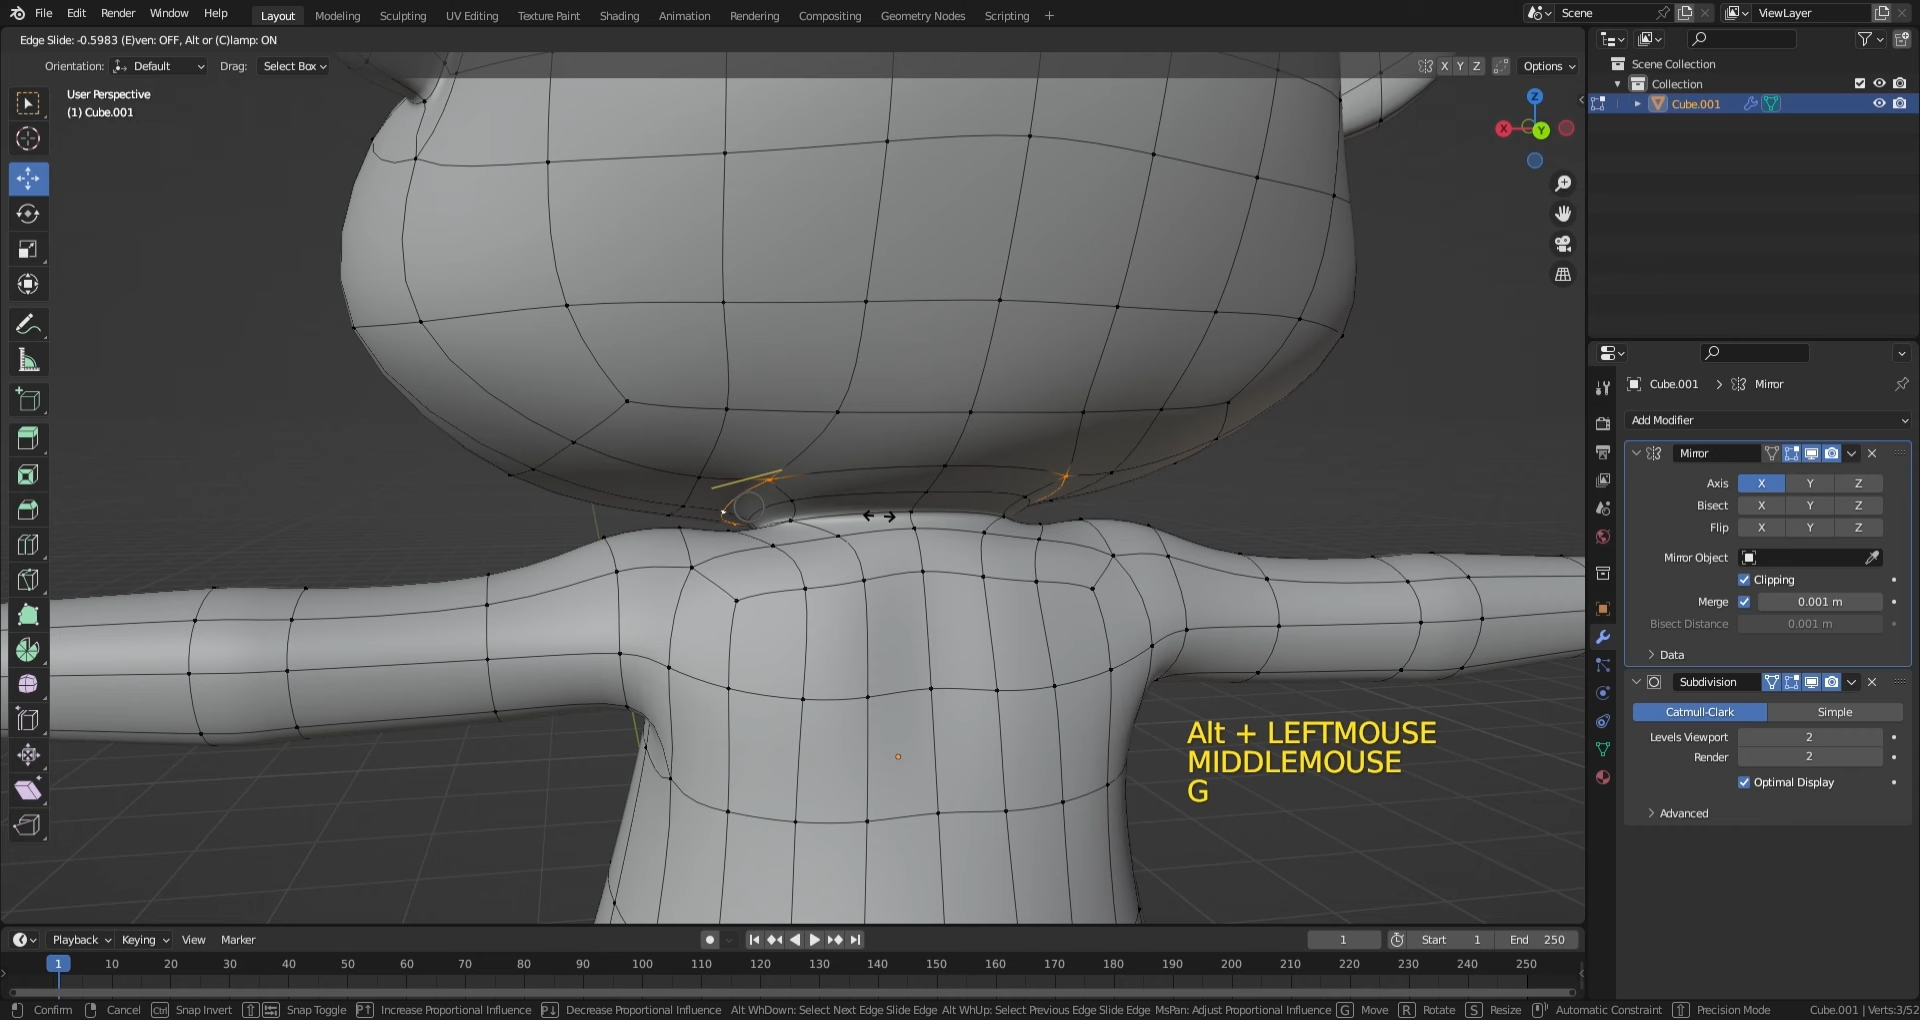 File Edit Render Window Help Layout Modeling Sculpting UV Editing Texture Paint Shading Animation Rendering Compositing Geometry Nodes Scripting + Scene ViewLayer
Edge Slide: -0.5983 (E)ven: OFF, Alt or (C)lamp: ON
Orientation: Default Drag: Select Box X Y Z Options
User Perspective
(1) Cube.001
Z
X
Y
Scene Collection
Collection
Cube.001
Cube.001 > Mirror
Add Modifier
Mirror
Axis X Y Z
Bisect X Y Z
Flip X Y Z
Mirror Object
Clipping
Merge 0.001 m
Bisect Distance 0.001 m
Data
Subdivision
Catmull-Clark Simple
Levels Viewport 2
Render 2
Optimal Display
Advanced
Alt + LEFTMOUSE
MIDDLEMOUSE
G
Playback Keying View Marker 1 Start 1 End 250
1 10 20 30 40 50 60 70 80 90 100 110 120 130 140 150 160 170 180 190 200 210 220 230 240 250
Confirm Cancel Ctrl Snap Invert Snap Toggle P↑ Increase Proportional Influence P↓ Decrease Proportional Influence Alt WhDown: Select Next Edge Slide Edge Alt WhUp: Select Previous Edge Slide Edge MsPan: Adjust Proportional Influence G Move R Rotate S Resize Automatic Constraint Precision Mode Cube.001 | Verts:3/52